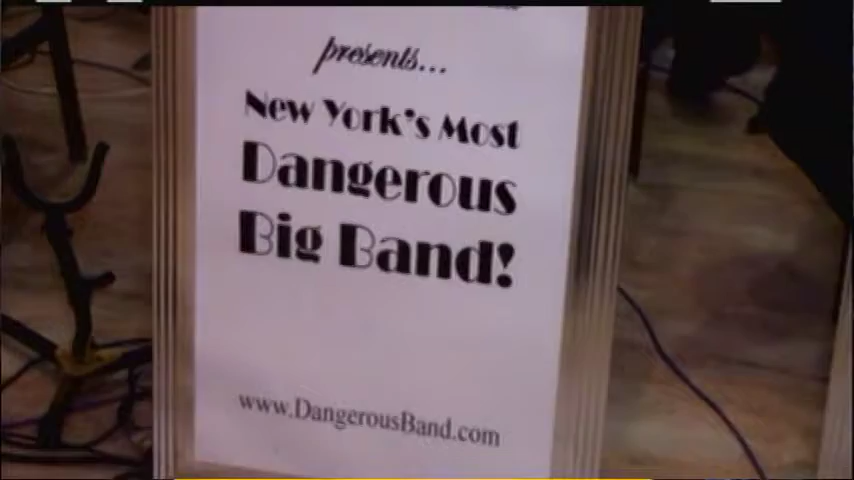 presents...
New York's Most
Dangerous
Big Band!
www.DangerousBand.com